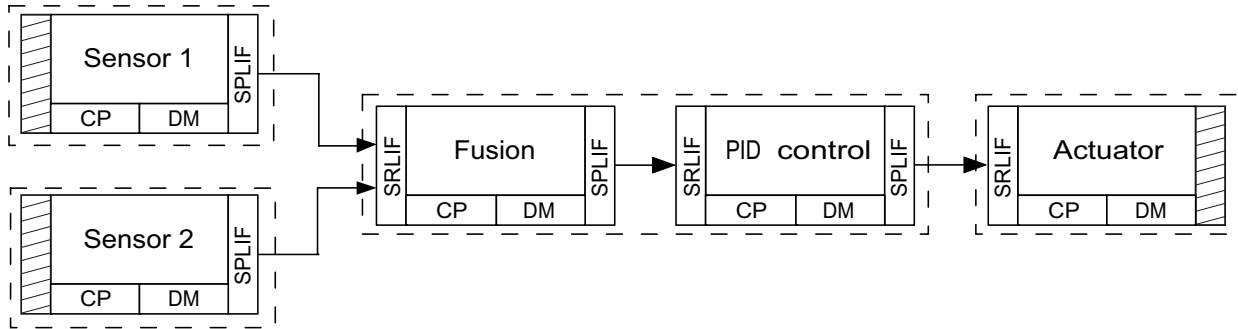 Sensor 1
SPLIF
CP DM
Sensor 2
SPLIF
CP DM
SRLIF
Fusion
SPLIF
CP DM
SRLIF
PID control
SPLIF
CP DM
SRLIF
Actuator
CP DM